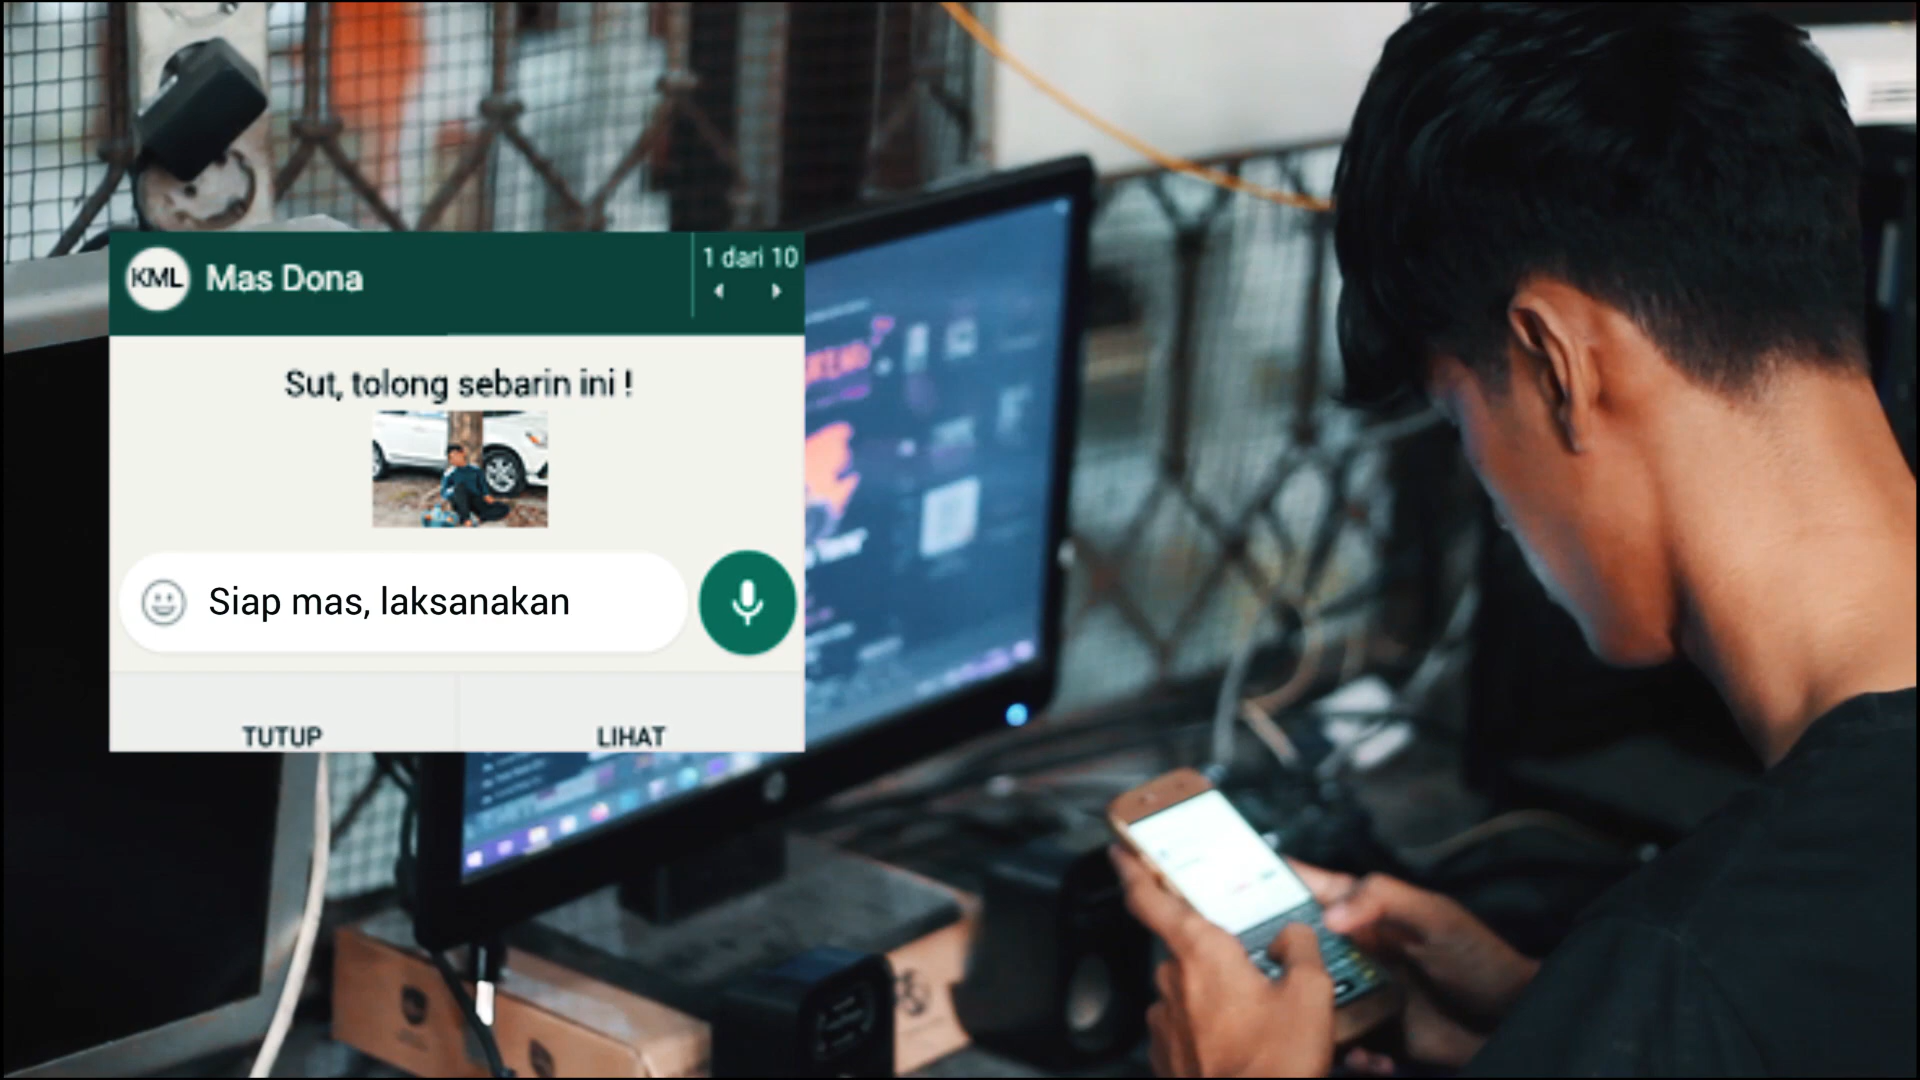 KML Mas Dona
1 dari 10
Sut, tolong sebarin ini !
Siap mas, laksanakan
TUTUP
LIHAT